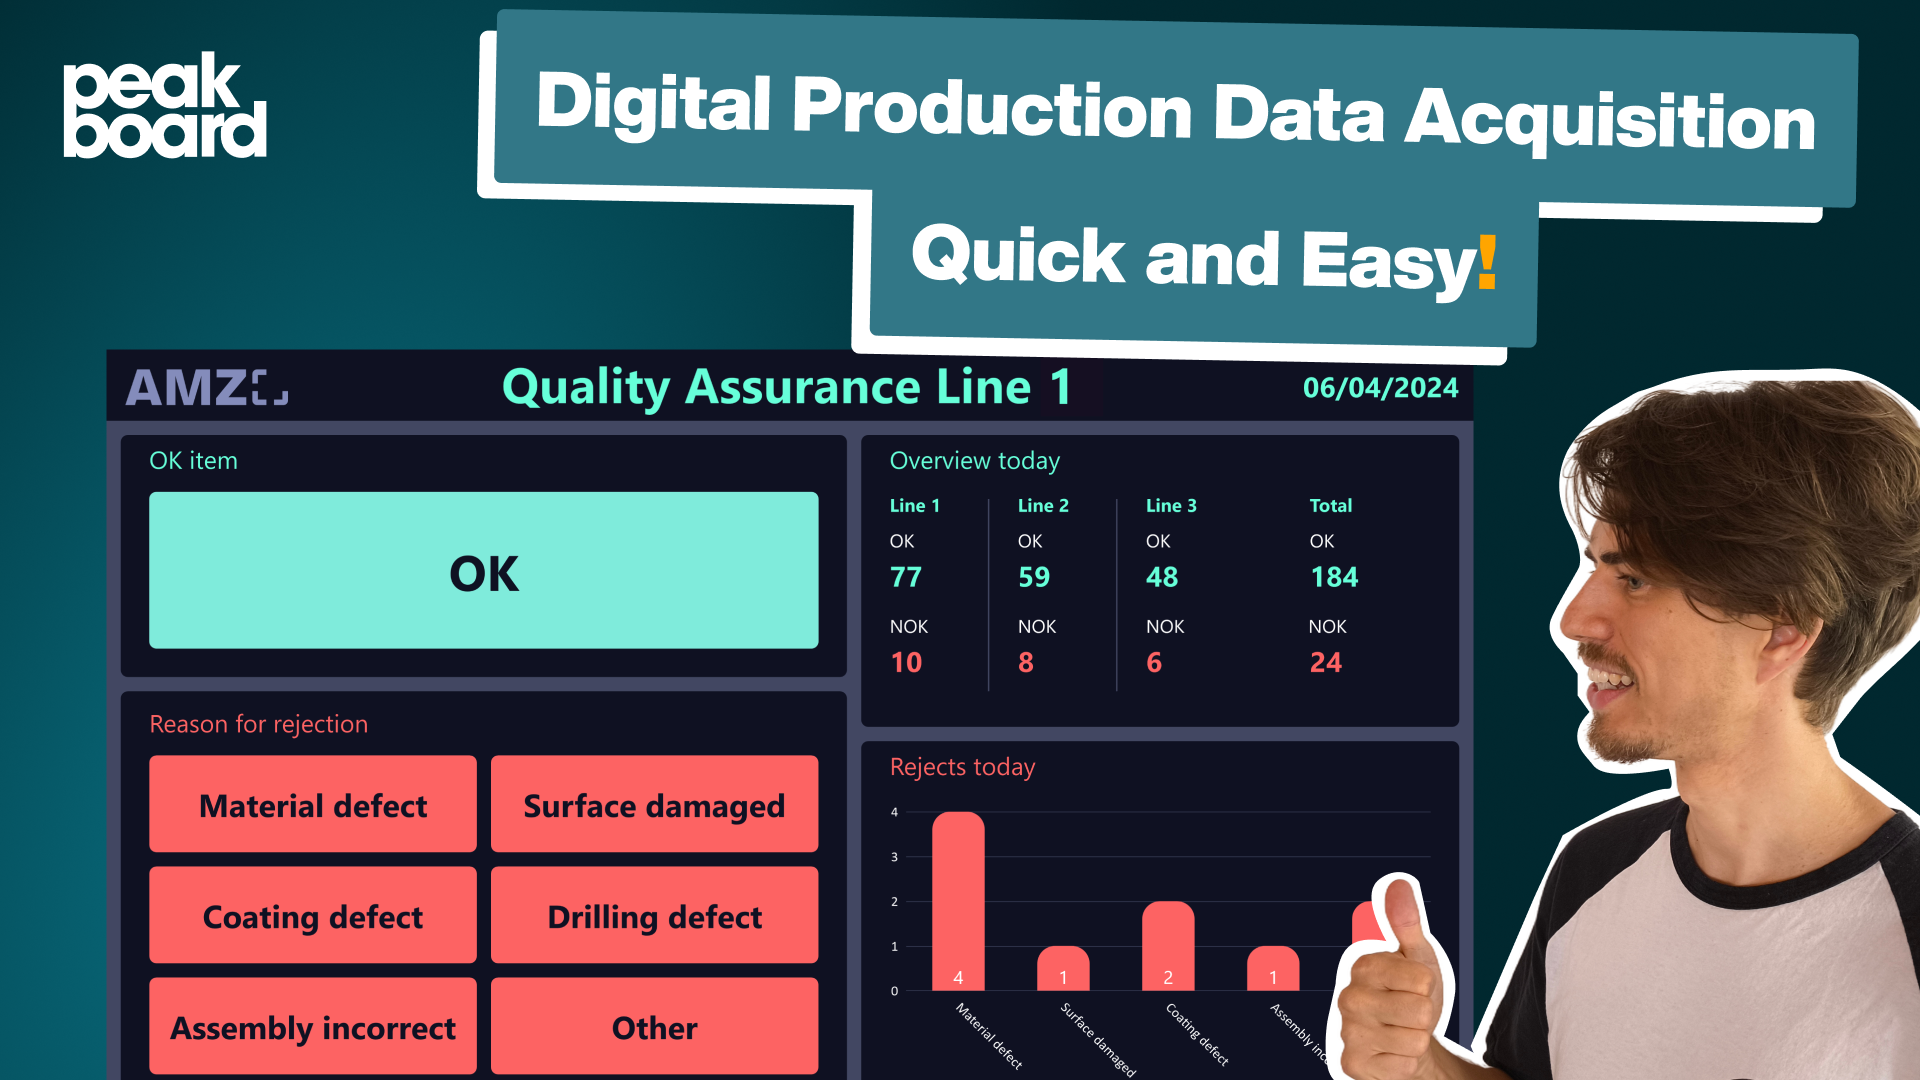 peak
board
Digital Production Data Acquisition
Quick and Easy!
AMZ
Quality Assurance Line 1
06/04/2024
OK item
OK
Overview today
Line 1 Line 2 Line 3 Total
OK OK OK OK
77 59 48 184
NOK NOK NOK NOK
10 8 6 24
Reason for rejection
Material defect
Surface damaged
Coating defect
Drilling defect
Assembly incorrect
Other
Rejects today
4
3
2
1
0
4 1 2 1
Material defect
Surface damaged
Coating defect
Assembly